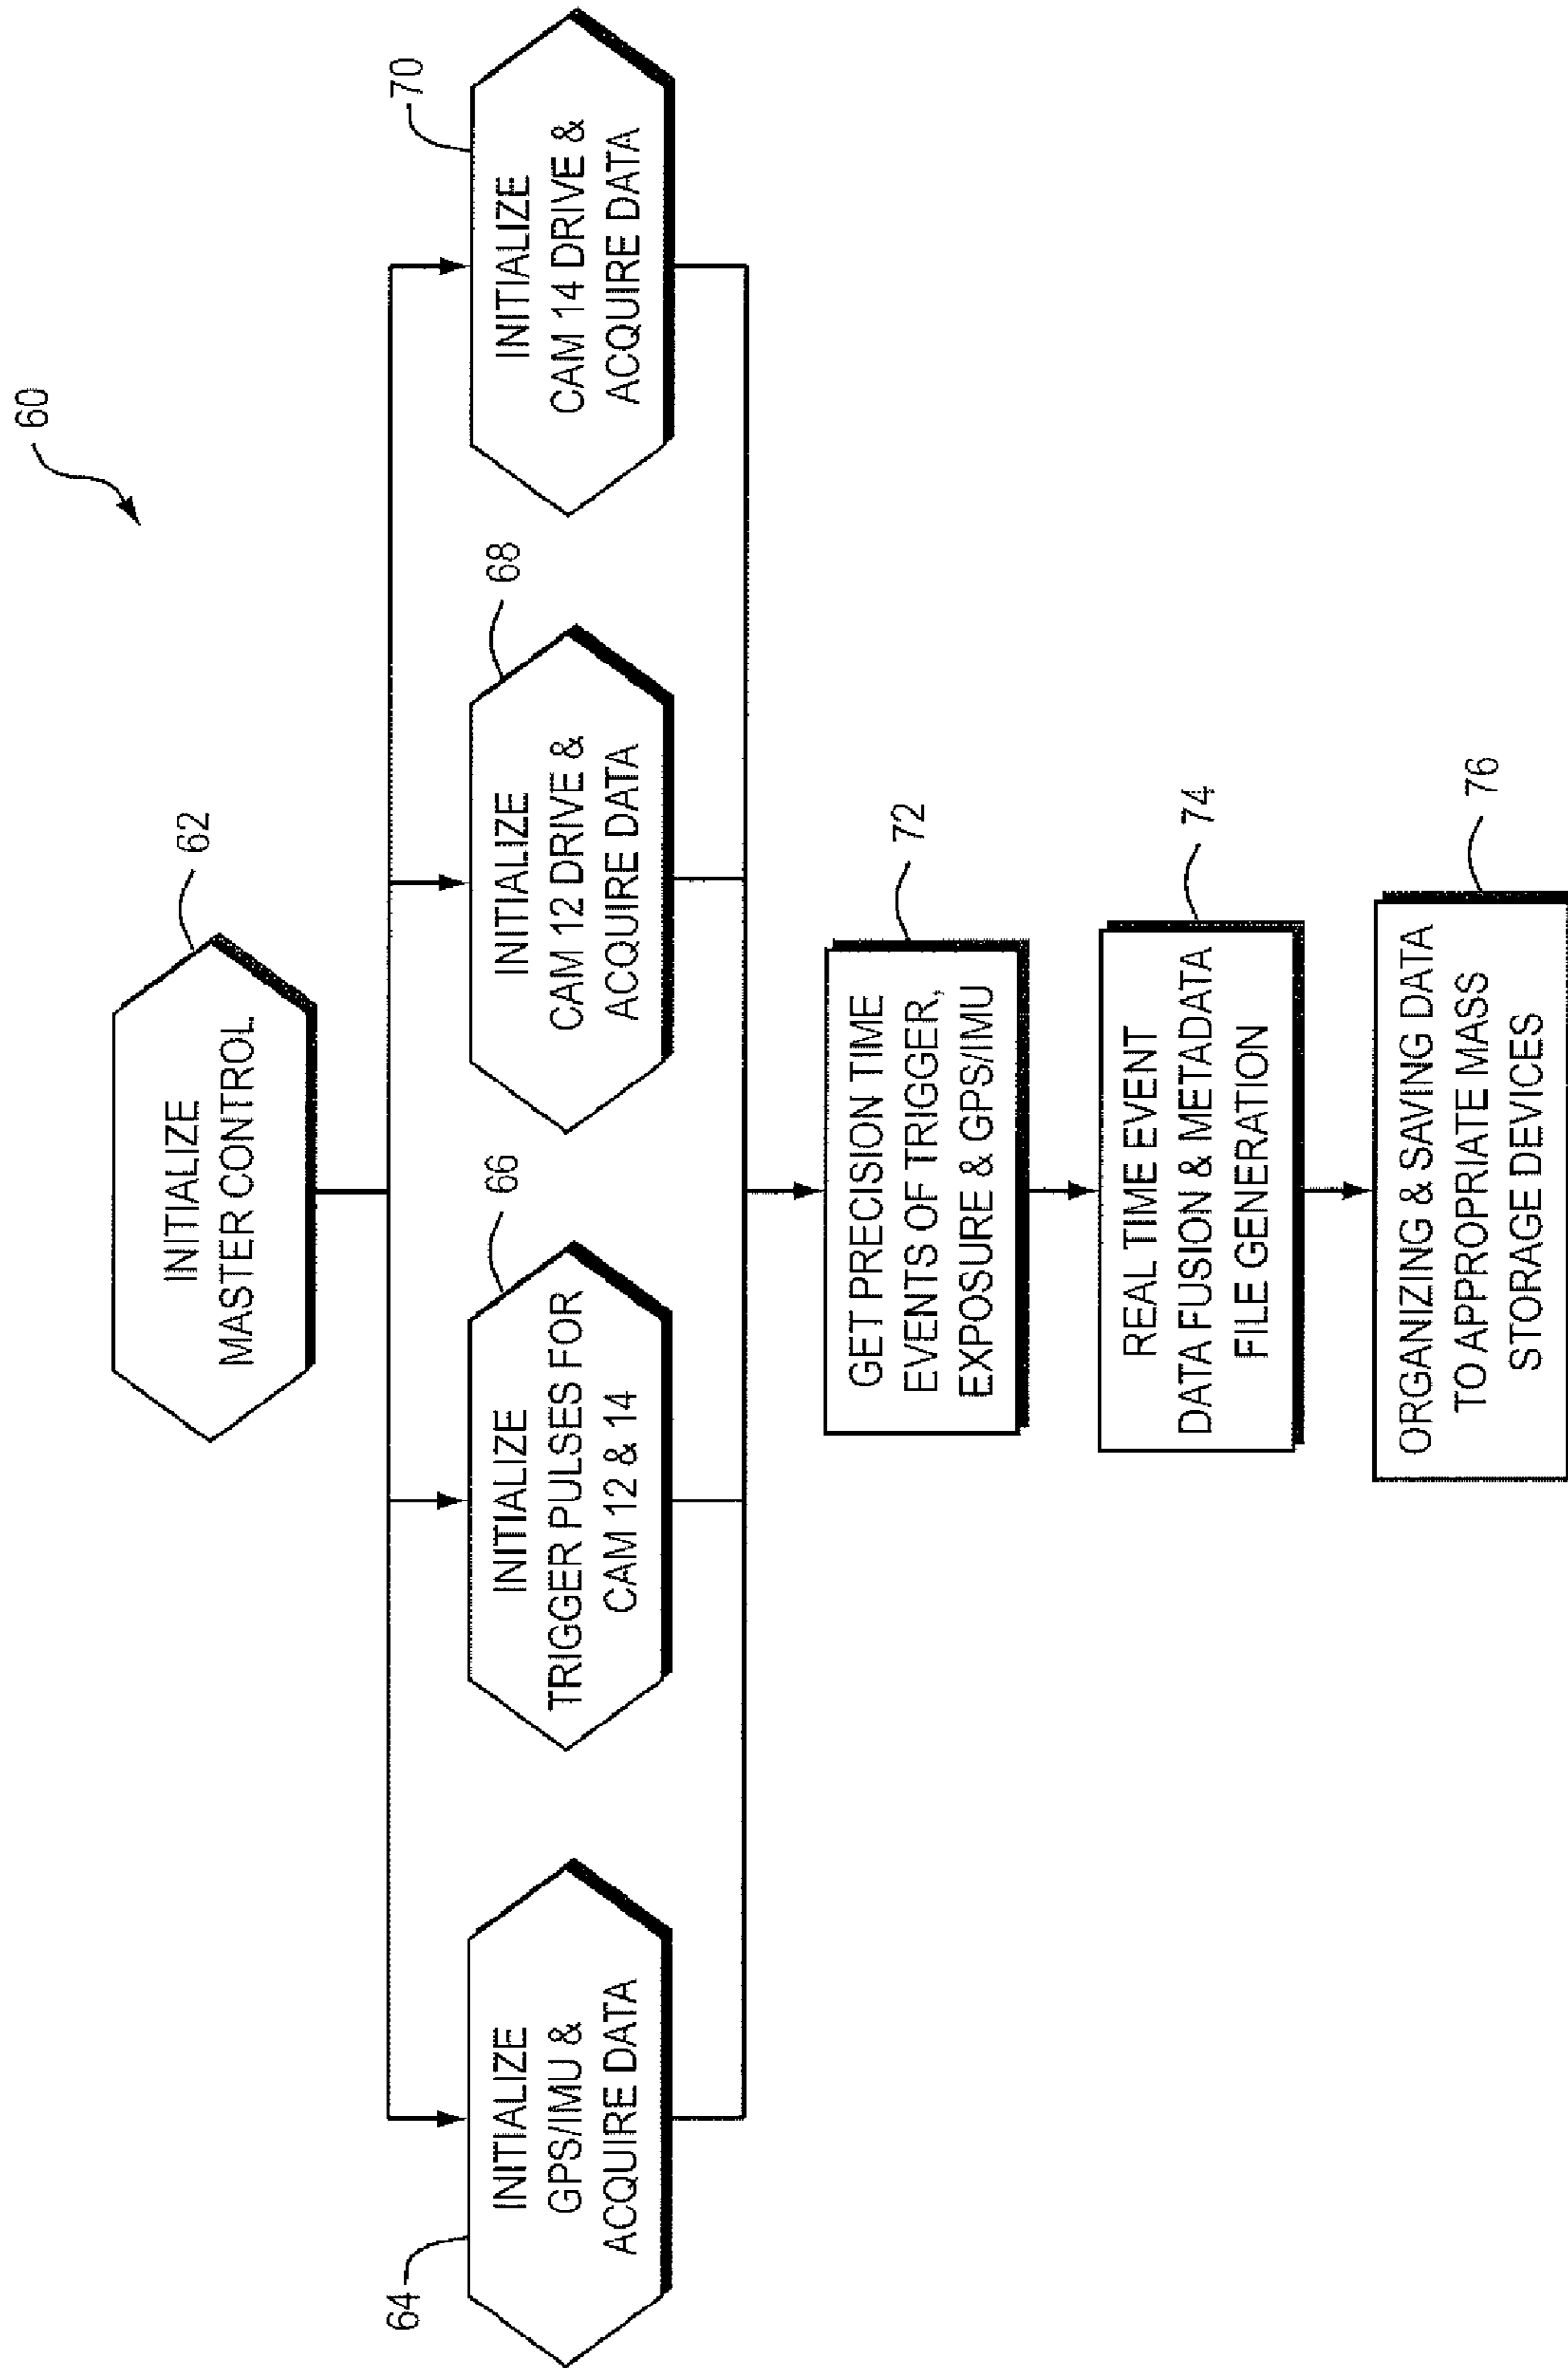 60
62
INITIALIZE
MASTER CONTROL
64
INITIALIZE
GPS/IMU &
ACQUIRE DATA
66
INITIALIZE
TRIGGER PULSES FOR
CAM 12 & 14
68
INITIALIZE
CAM 12 DRIVE &
ACQUIRE DATA
70
INITIALIZE
CAM 14 DRIVE &
ACQUIRE DATA
72
GET PRECISION TIME
EVENTS OF TRIGGER,
EXPOSURE & GPS/IMU
74
REAL TIME EVENT
DATA FUSION & METADATA
FILE GENERATION
76
ORGANIZING & SAVING DATA
TO APPROPRIATE MASS
STORAGE DEVICES